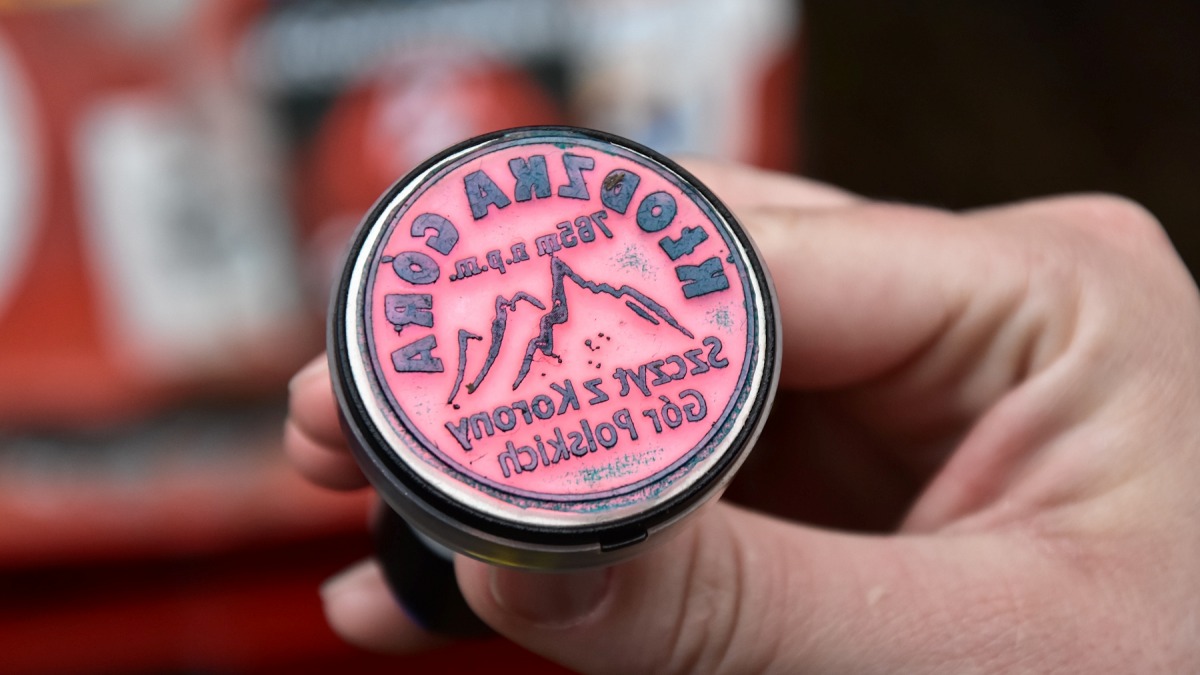 KŁODZKA GÓRA
765m n.p.m.
Szczyt z Korony
Gór Polskich